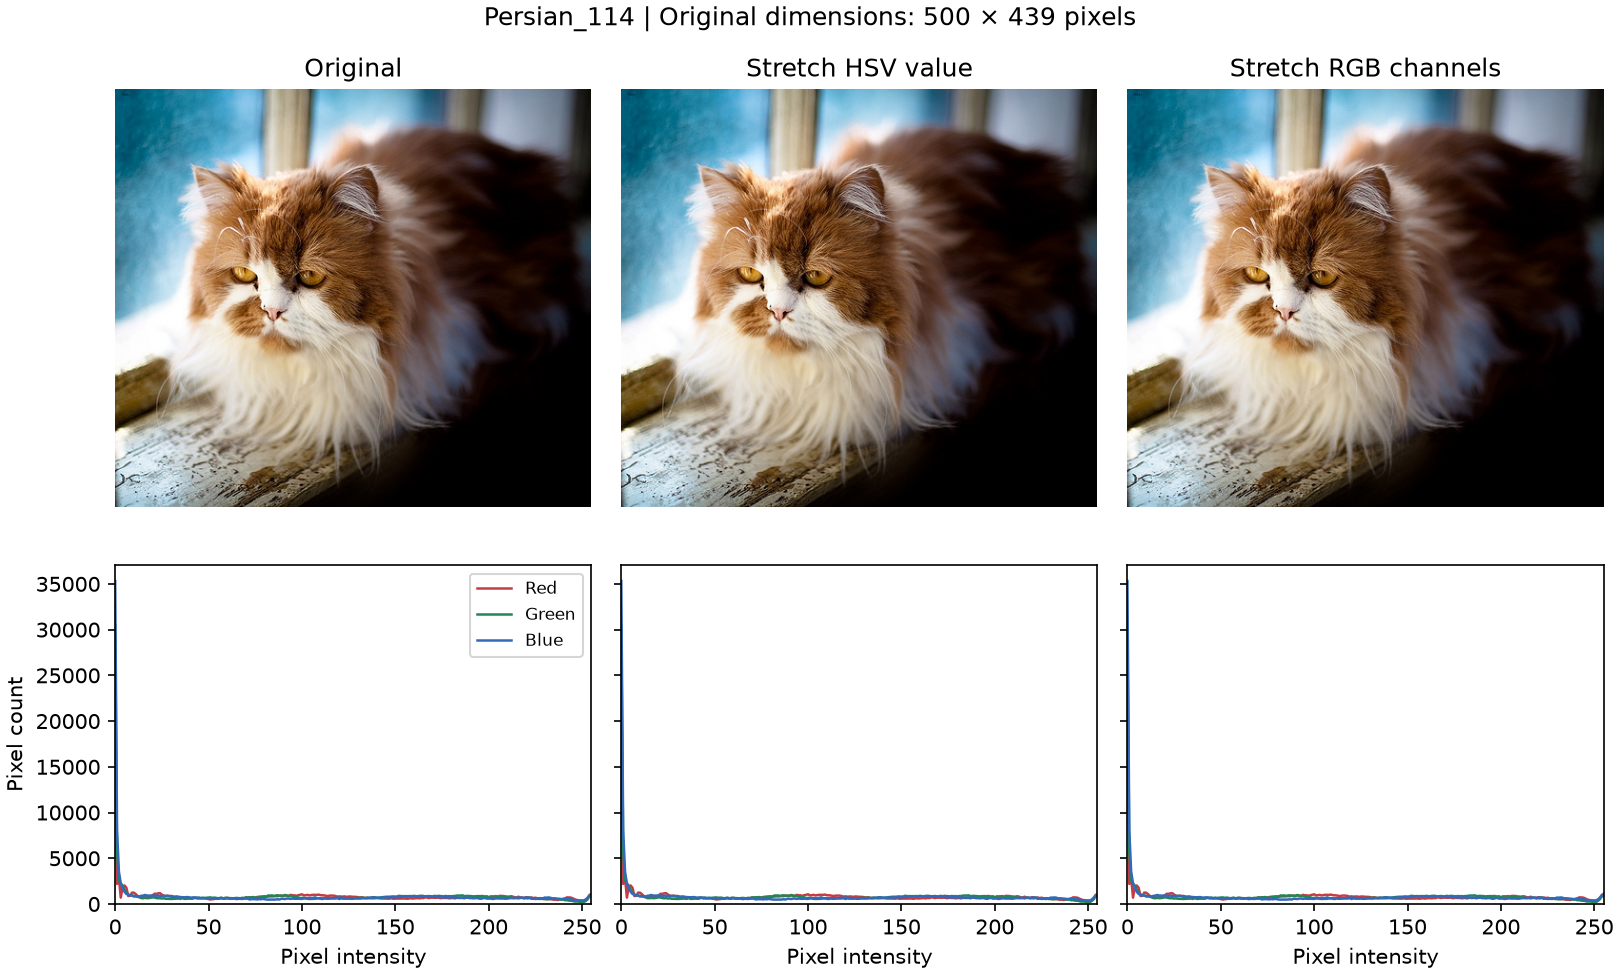 Persian_114 | Original dimensions: 500 × 439 pixels
Original
Stretch HSV value
Stretch RGB channels
Red
Green
Blue
Pixel count
35000
30000
25000
20000
15000
10000
5000
0
0 50 100 150 200 250
Pixel intensity
0 50 100 150 200 250
Pixel intensity
0 50 100 150 200 250
Pixel intensity